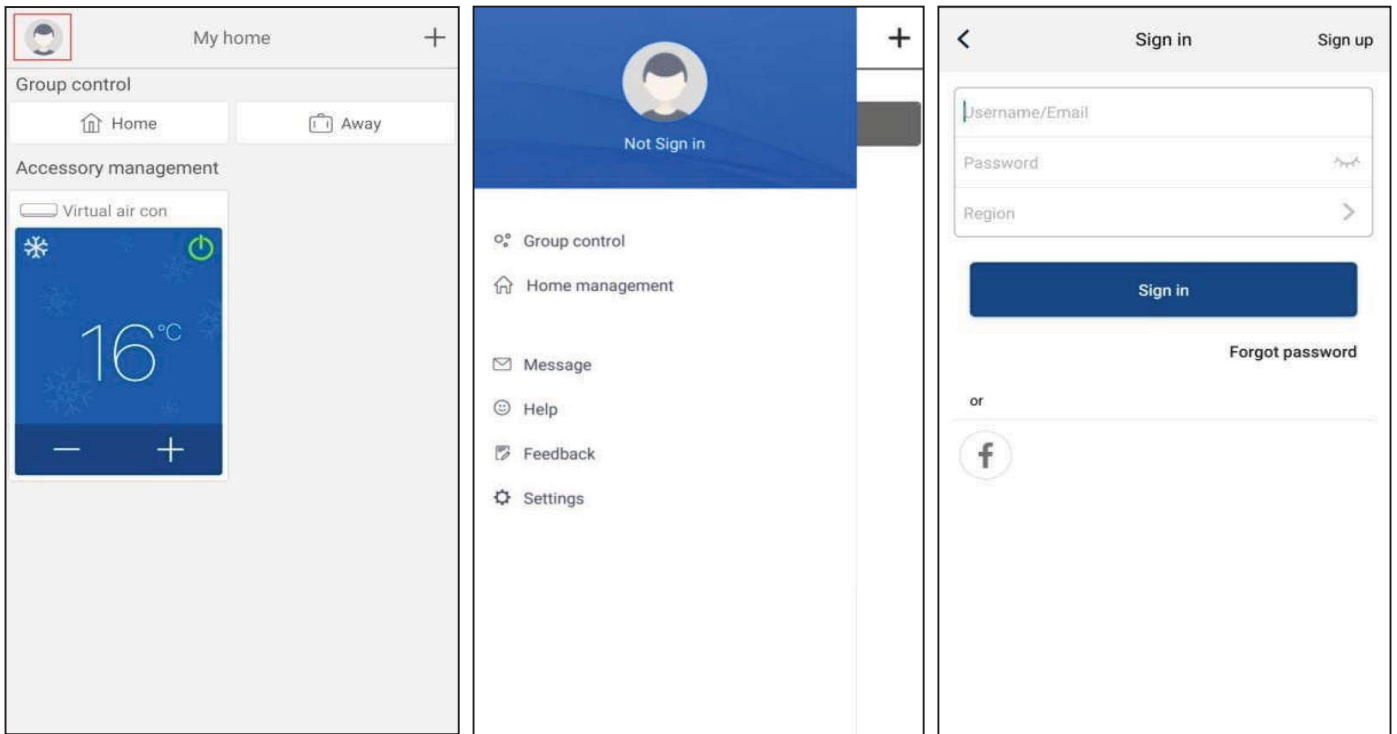 My home
+
Group control
Home
Away
Accessory management
Virtual air con
16°C
− +
+
Not Sign in
Group control
Home management
Message
Help
Feedback
Settings
Sign in
Sign up
Username/Email
Password
Region
Sign in
Forgot password
or
f